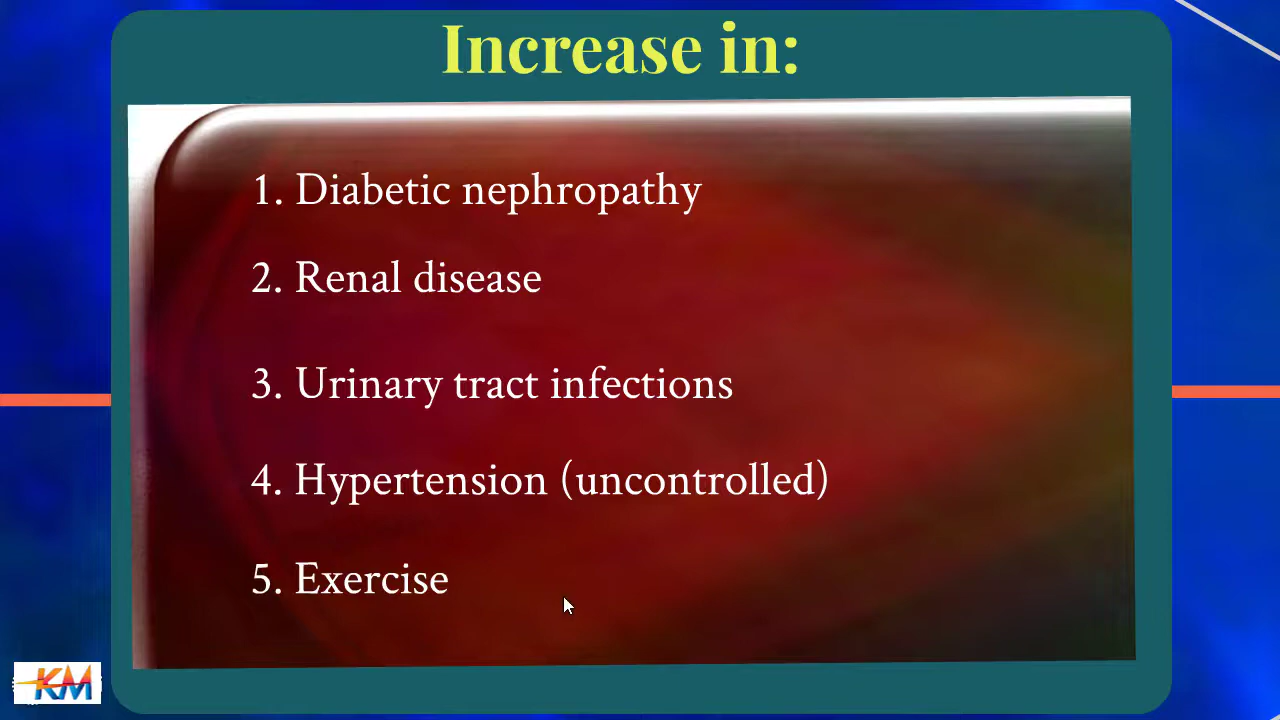 Increase in:
1. Diabetic nephropathy
2. Renal disease
3. Urinary tract infections
4. Hypertension (uncontrolled)
5. Exercise
KM